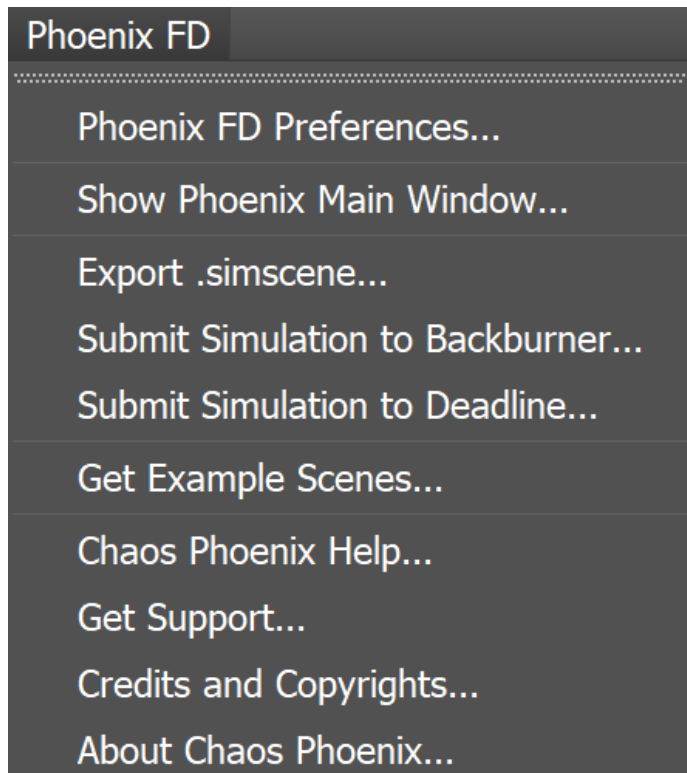 Phoenix FD
Phoenix FD Preferences...
Show Phoenix Main Window...
Export .simscene...
Submit Simulation to Backburner...
Submit Simulation to Deadline...
Get Example Scenes...
Chaos Phoenix Help...
Get Support...
Credits and Copyrights...
About Chaos Phoenix...